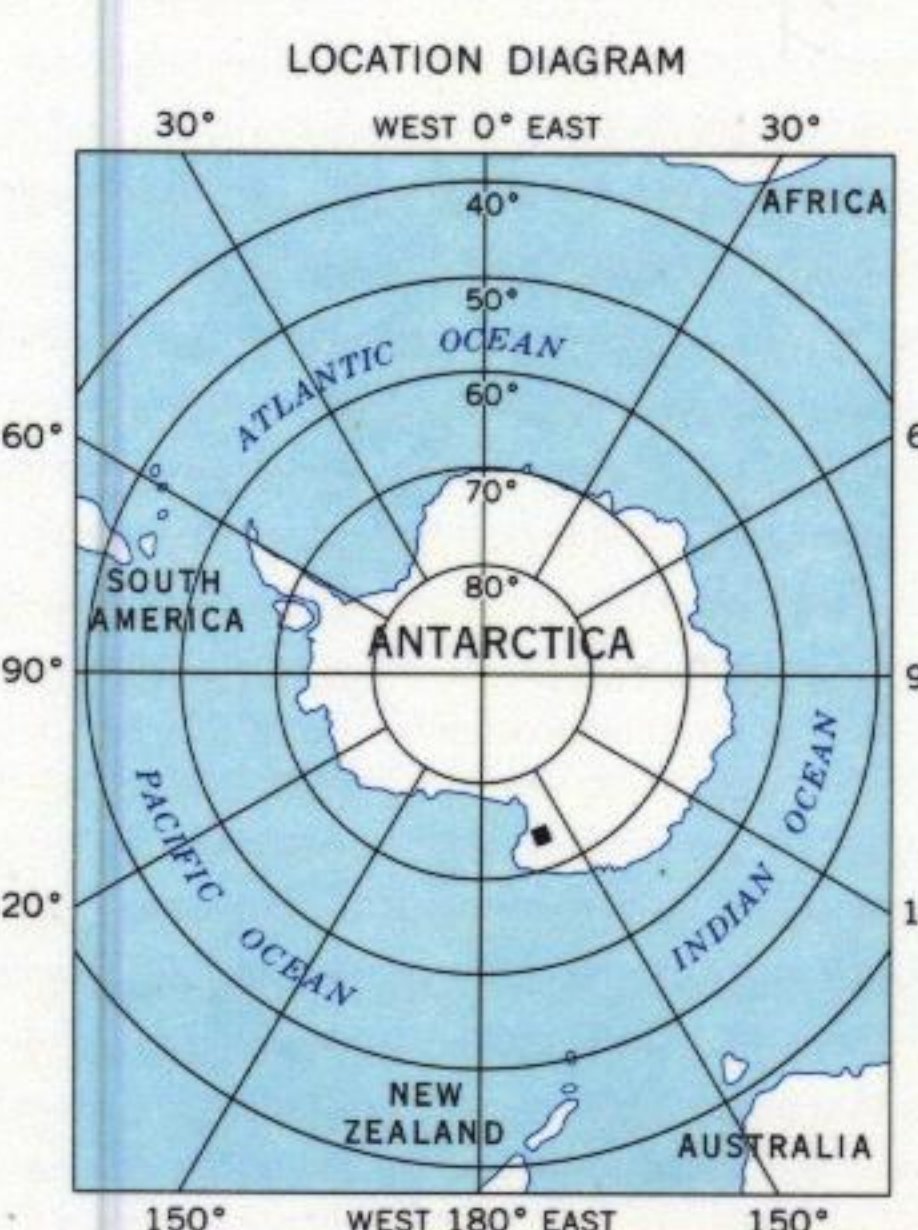 LOCATION DIAGRAM
30° WEST 0° EAST 30°
AFRICA
40°
50°
ATLANTIC OCEAN
60°
60°
70°
80°
SOUTH
AMERICA
ANTARCTICA
90°
PACIFIC OCEAN
INDIAN OCEAN
20°
NEW
ZEALAND
AUSTRALIA
150° WEST 180° EAST 150°